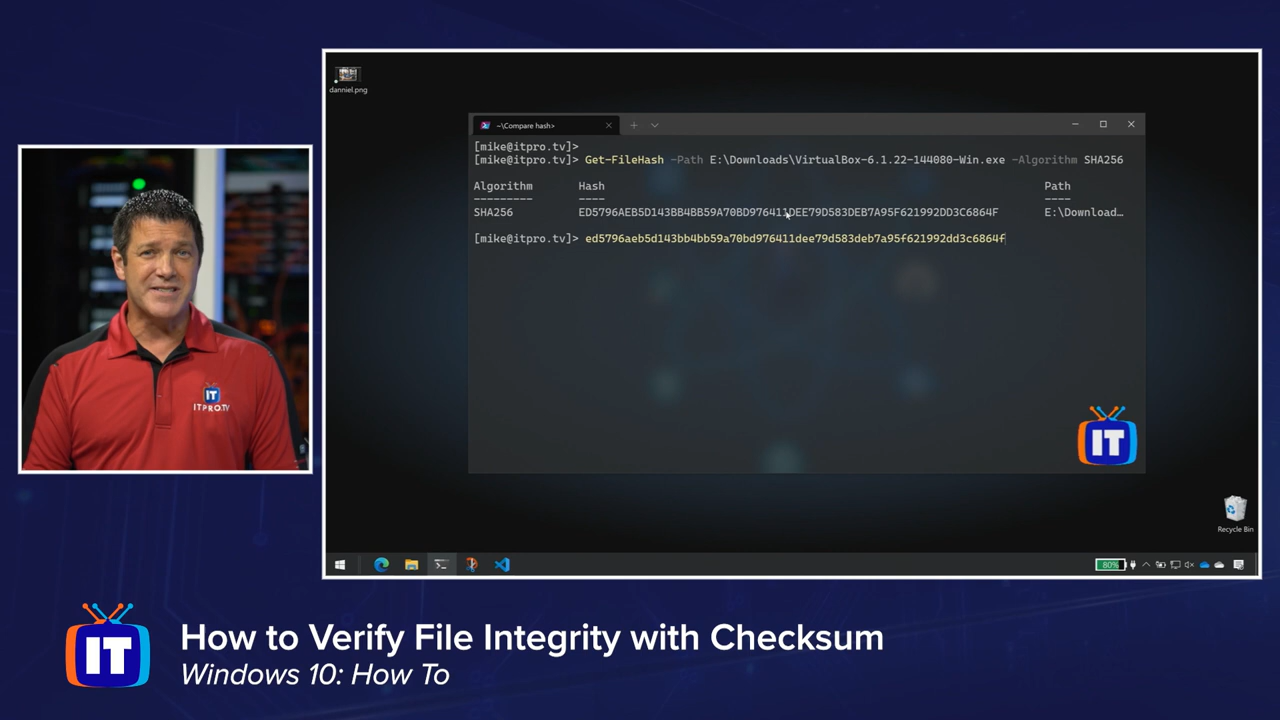 danniel.png
~\Compare hash>
[mike@itpro.tv]>
[mike@itpro.tv]> Get-FileHash -Path E:\Downloads\VirtualBox-6.1.22-144080-Win.exe -Algorithm SHA256
Algorithm Hash Path
--------- ---- ----
SHA256 ED5796AEB5D143BB4BB59A70BD976411DEE79D583DEB7A95F621992DD3C6864F E:\Download…
[mike@itpro.tv]> ed5796aeb5d143bb4bb59a70bd976411dee79d583deb7a95f621992dd3c6864f
IT
ITPRO.TV
IT
Recycle Bin
80%
IT
How to Verify File Integrity with Checksum
Windows 10: How To